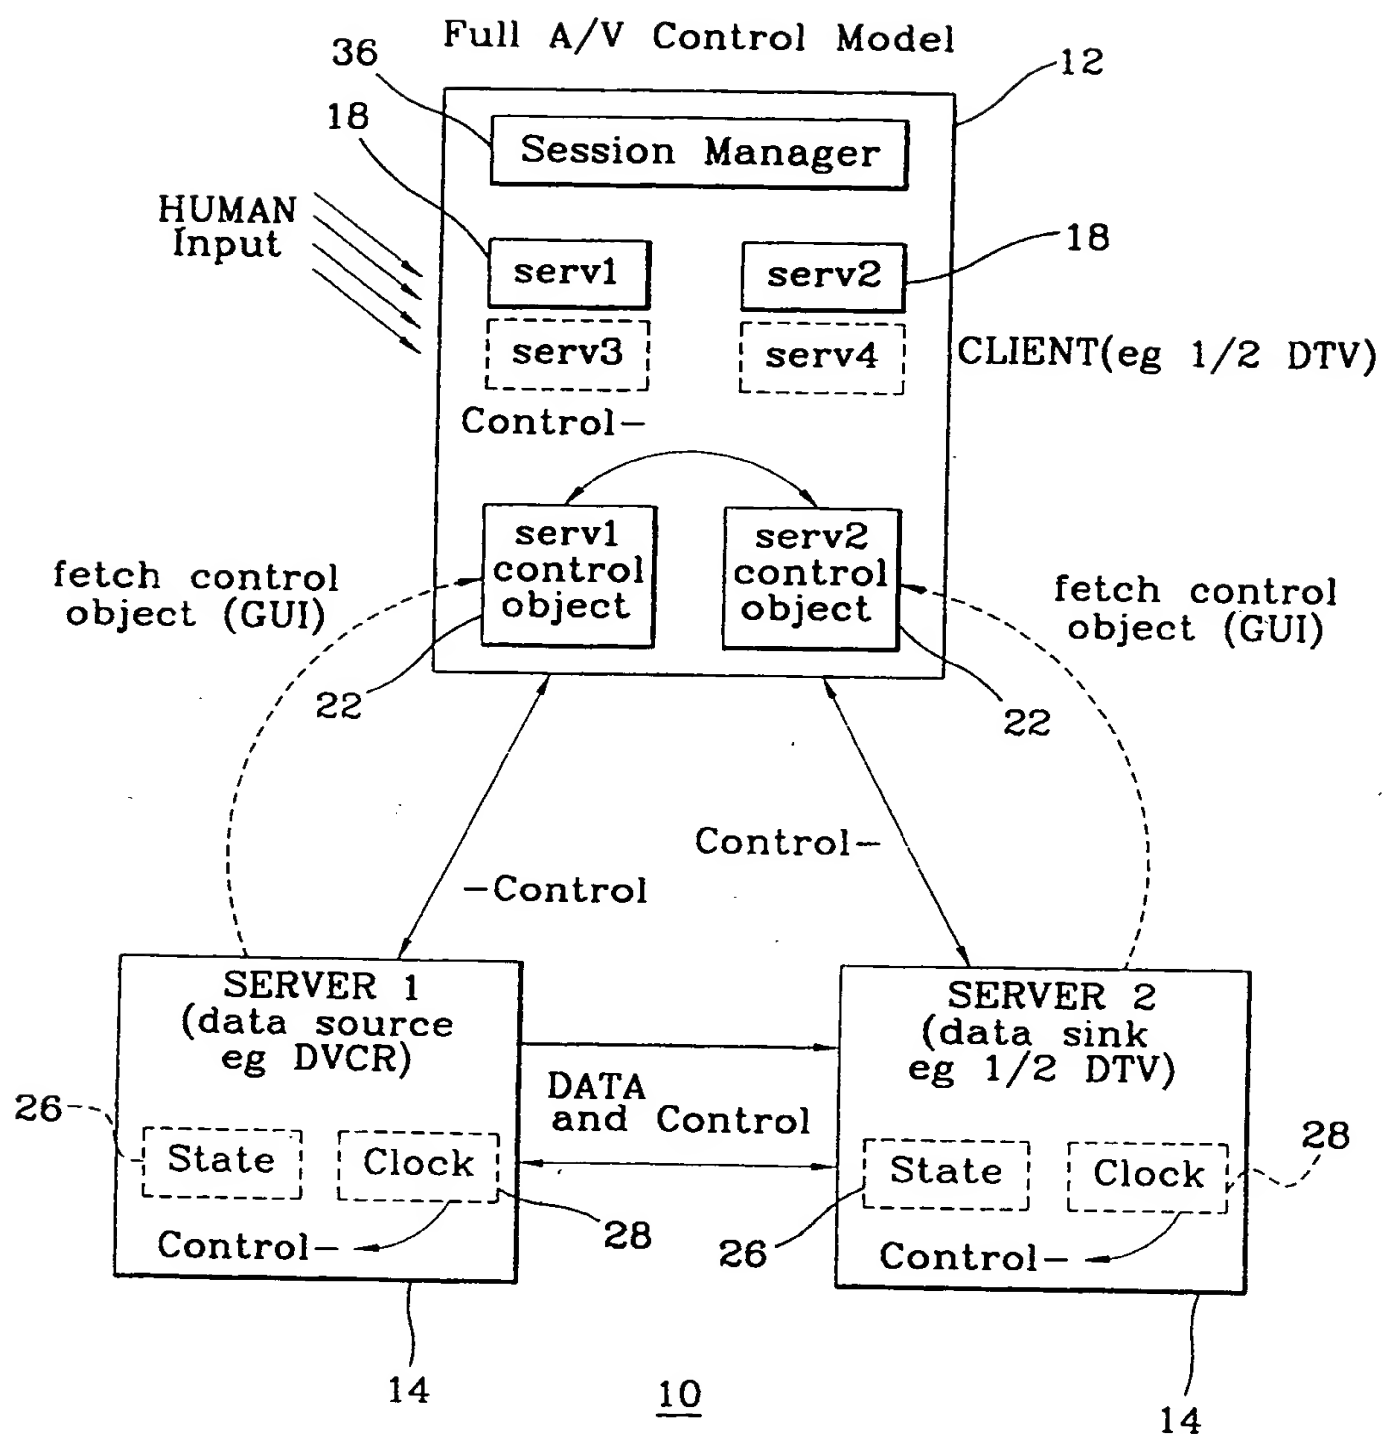 Full A/V Control Model
36
12
Session Manager
18
HUMAN
Input
18
serv1
serv2
serv3
serv4
CLIENT(eg 1/2 DTV)
Control-
serv1
control
object
serv2
control
object
fetch control
object (GUI)
fetch control
object (GUI)
22
22
Control-
-Control
SERVER 1
(data source
eg DVCR)
SERVER 2
(data sink
eg 1/2 DTV)
DATA
and Control
26
State
Clock
28
Control-
26
State
Clock
28
Control-
14
10
14